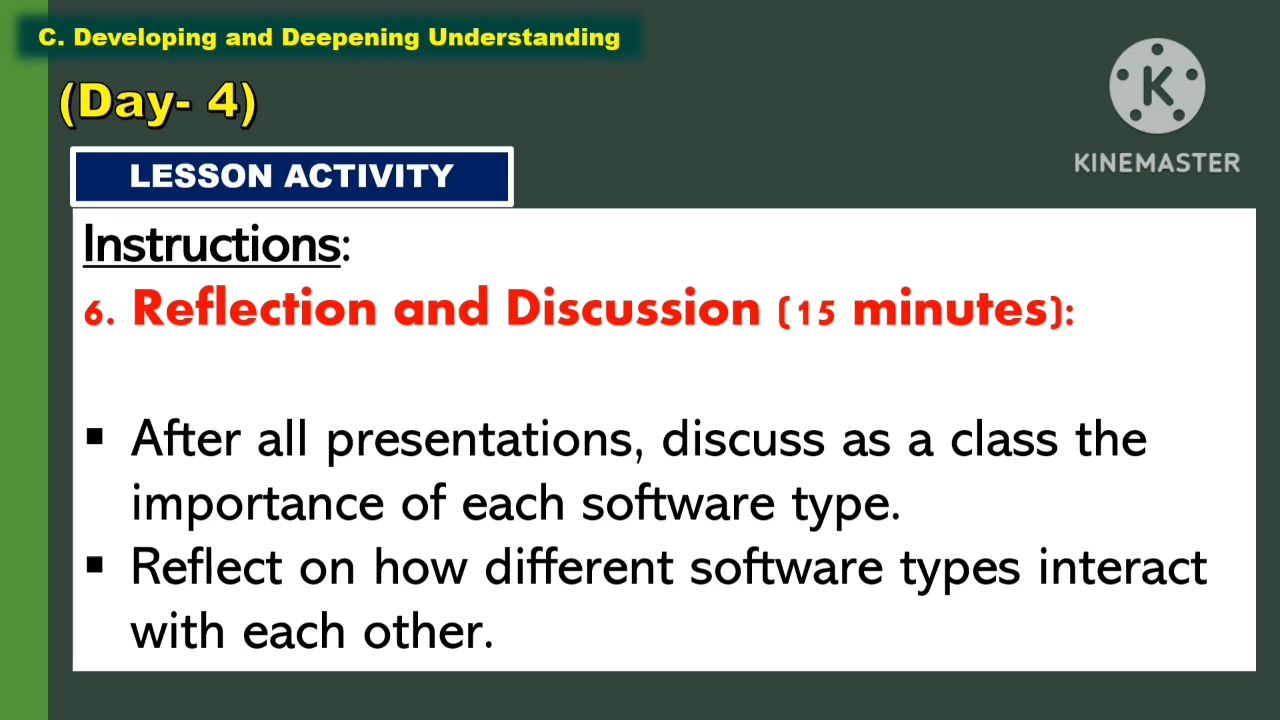 C. Developing and Deepening Understanding
(Day- 4)
K
KINEMASTER
LESSON ACTIVITY
Instructions:
6. Reflection and Discussion (15 minutes):
▪ After all presentations, discuss as a class the
importance of each software type.
▪ Reflect on how different software types interact
with each other.